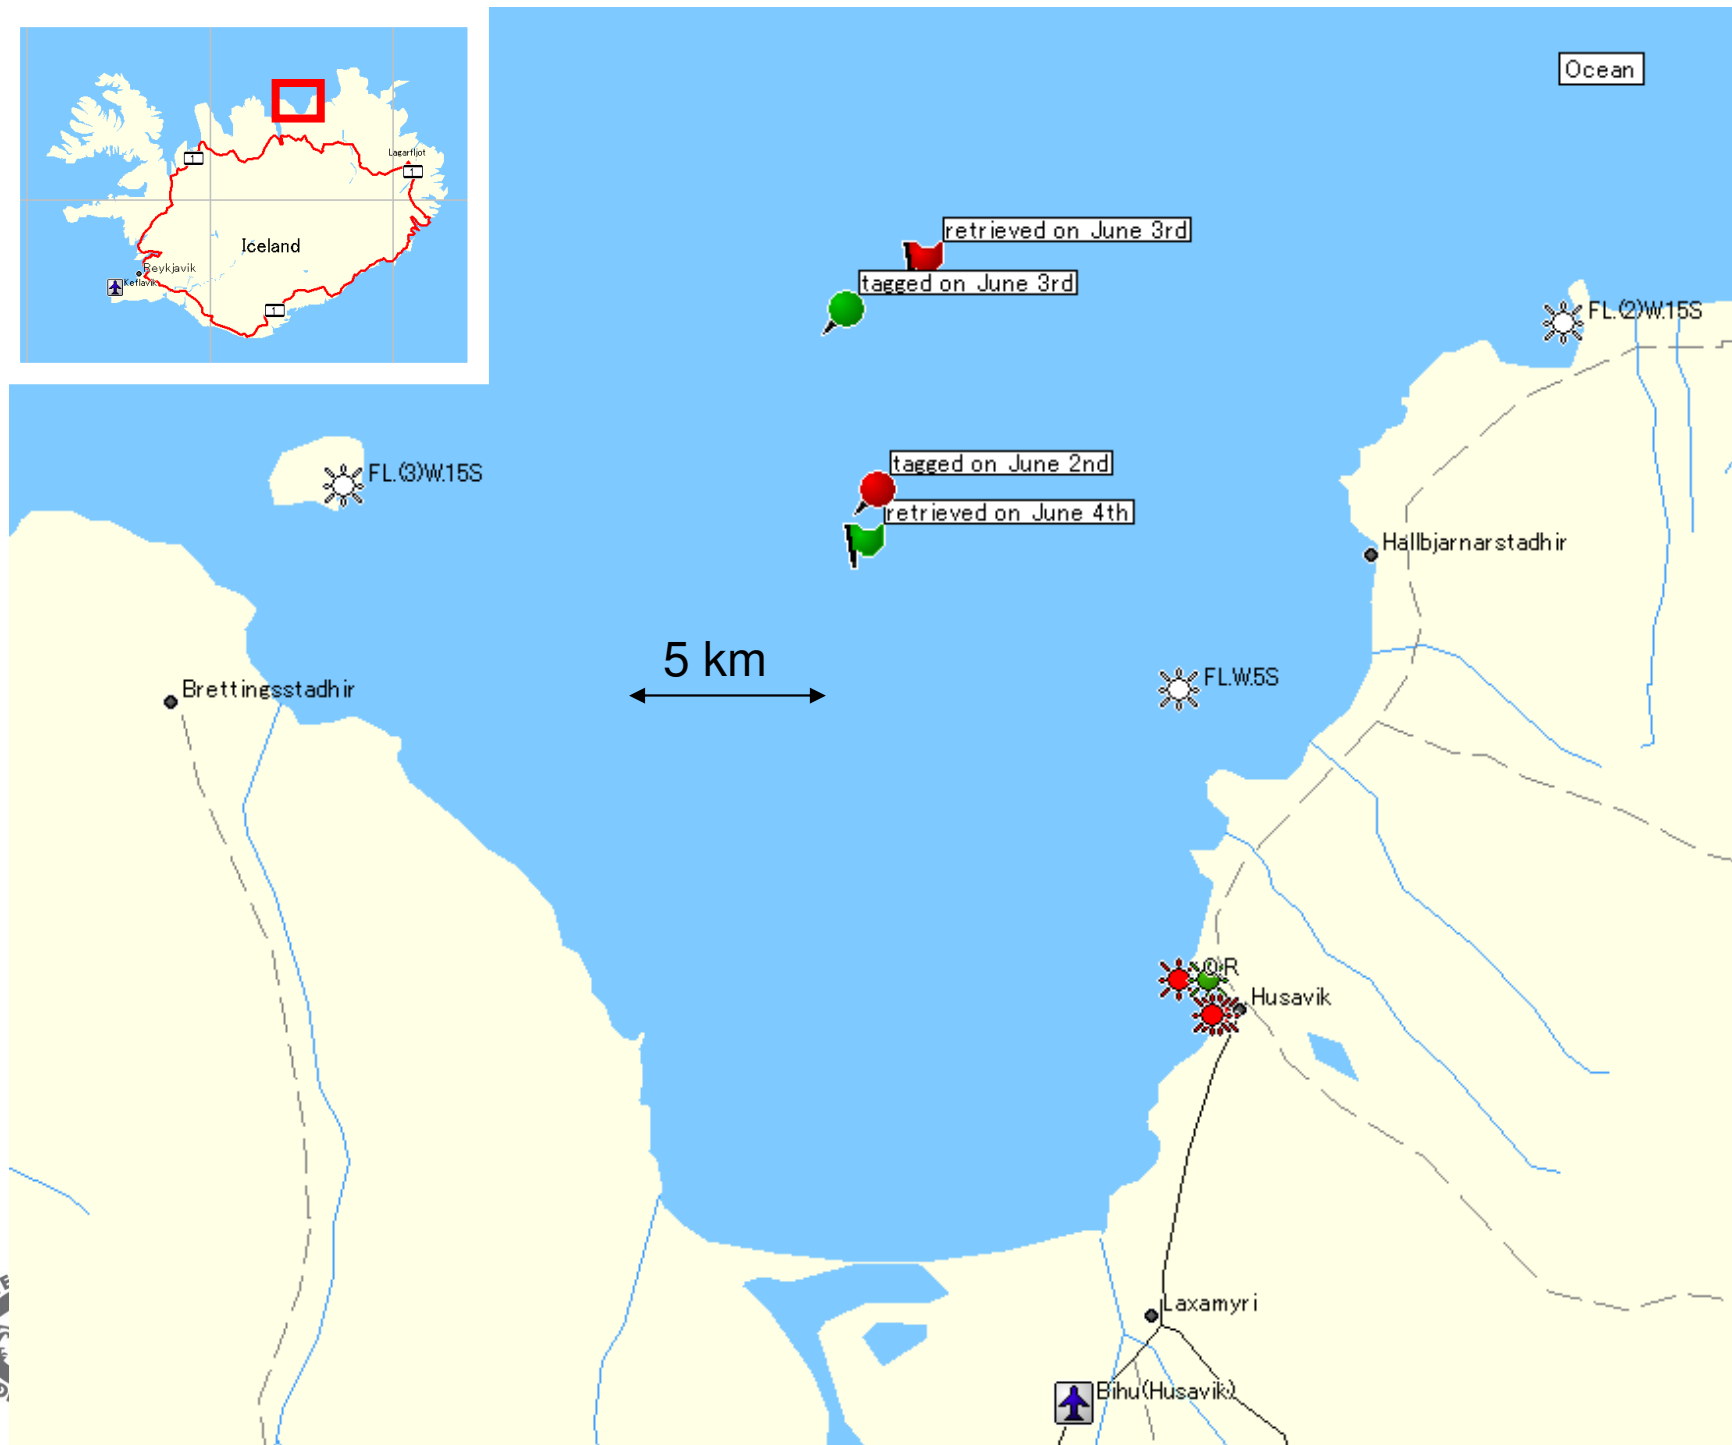 Ocean
1
Lagarfljot
1
Iceland
Reykjavik
Keflavik
1
retrieved on June 3rd
tagged on June 3rd
FL.(2)W.15S
FL.(3)W.15S
tagged on June 2nd
retrieved on June 4th
Hallbjarnarstadhir
5 km
FL.W.5S
Brettingsstadhir
R
Husavik
Laxamyri
Bihu(Husavik)